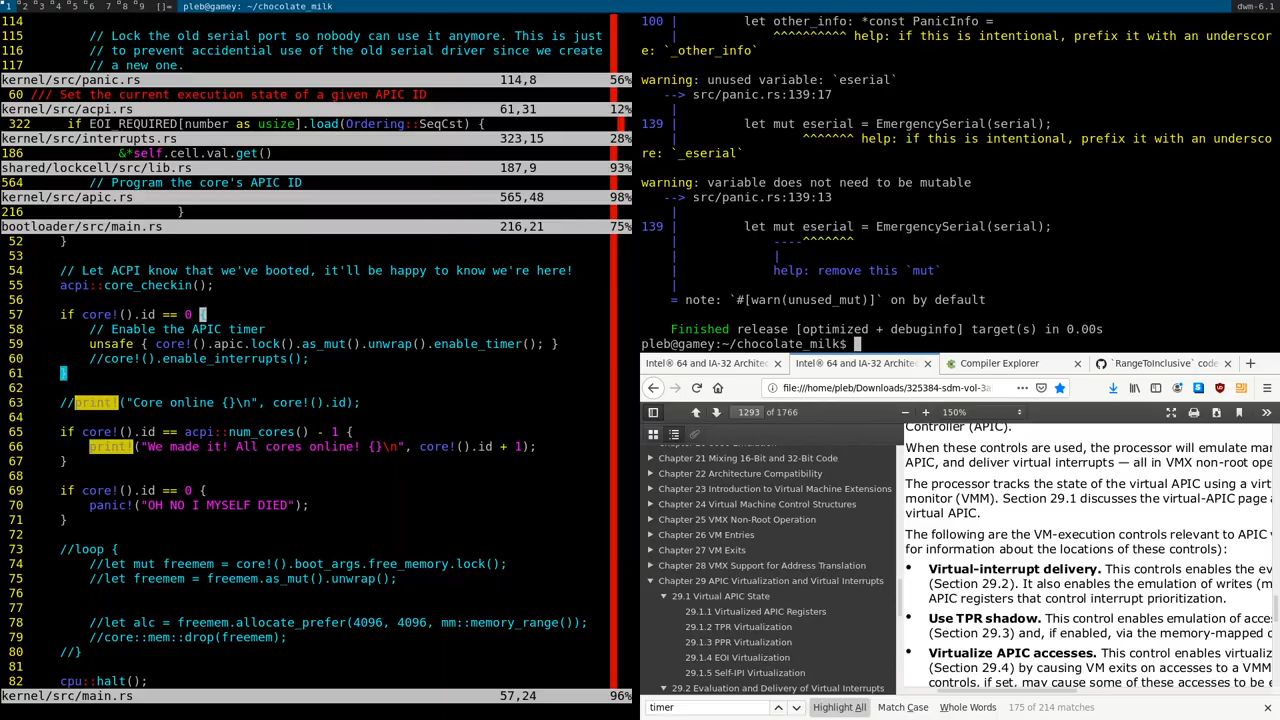 1 2 3 4 5 6 7 8 9 []= pleb@gamey: ~/chocolate_milk dwm-6.1
114
115 // Lock the old serial port so nobody can use it anymore. This is just
116 // to prevent accidential use of the old serial driver since we create
117 // a new one.
kernel/src/panic.rs 114,8 56%
60 /// Set the current execution state of a given APIC ID
kernel/src/acpi.rs 61,31 12%
322 if EOI_REQUIRED[number as usize].load(Ordering::SeqCst) {
kernel/src/interrupts.rs 323,15 28%
186 &*self.cell.val.get()
shared/lockcell/src/lib.rs 187,9 93%
564 // Program the core's APIC ID
kernel/src/apic.rs 565,48 98%
216 }
bootloader/src/main.rs 216,21 75%
52 }
53
54 // Let ACPI know that we've booted, it'll be happy to know we're here!
55 acpi::core_checkin();
56
57 if core!().id == 0 {
58 // Enable the APIC timer
59 unsafe { core!().apic.lock().as_mut().unwrap().enable_timer(); }
60 //core!().enable_interrupts();
61 }
62
63 //print!("Core online {}\n", core!().id);
64
65 if core!().id == acpi::num_cores() - 1 {
66 print!("We made it! All cores online! {}\n", core!().id + 1);
67 }
68
69 if core!().id == 0 {
70 panic!("OH NO I MYSELF DIED");
71 }
72
73 //loop {
74 //let mut freemem = core!().boot_args.free_memory.lock();
75 //let freemem = freemem.as_mut().unwrap();
76
77
78 //let alc = freemem.allocate_prefer(4096, 4096, mm::memory_range());
79 //core::mem::drop(freemem);
80 //}
81
82 cpu::halt();
kernel/src/main.rs 57,24 96%
100 | let other_info: *const PanicInfo =
| ^^^^^^^^^^ help: if this is intentional, prefix it with an underscor
e: `_other_info`
warning: unused variable: `eserial`
--> src/panic.rs:139:17
|
139 | let mut eserial = EmergencySerial(serial);
| ^^^^^^^ help: if this is intentional, prefix it with an undersco
re: `_eserial`
warning: variable does not need to be mutable
--> src/panic.rs:139:13
|
139 | let mut eserial = EmergencySerial(serial);
| ----^^^^^^^
| |
| help: remove this `mut`
|
= note: `#[warn(unused_mut)]` on by default
Finished release [optimized + debuginfo] target(s) in 0.00s
pleb@gamey:~/chocolate_milk$
Intel® 64 and IA-32 Architec Intel® 64 and IA-32 Architec Compiler Explorer `RangeToInclusive` code
file:///home/pleb/Downloads/325384-sdm-vol-3a
1293 of 1766 150%
Chapter 21 Mixing 16-Bit and 32-Bit Code
Chapter 22 Architecture Compatibility
Chapter 23 Introduction to Virtual Machine Extensions
Chapter 24 Virtual Machine Control Structures
Chapter 25 VMX Non-Root Operation
Chapter 26 VM Entries
Chapter 27 VM Exits
Chapter 28 VMX Support for Address Translation
Chapter 29 APIC Virtualization and Virtual Interrupts
29.1 Virtual APIC State
29.1.1 Virtualized APIC Registers
29.1.2 TPR Virtualization
29.1.3 PPR Virtualization
29.1.4 EOI Virtualization
29.1.5 Self-IPI Virtualization
29.2 Evaluation and Delivery of Virtual Interrupts
Controller (APIC).
When these controls are used, the processor will emulate mar
APIC, and deliver virtual interrupts — all in VMX non-root ope
The processor tracks the state of the virtual APIC using a virt
monitor (VMM). Section 29.1 discusses the virtual-APIC page a
virtual APIC.
The following are the VM-execution controls relevant to APIC
for information about the locations of these controls):
• Virtual-interrupt delivery. This controls enables the ev
(Section 29.2). It also enables the emulation of writes (m
APIC registers that control interrupt prioritization.
• Use TPR shadow. This control enables emulation of acce
(Section 29.3) and, if enabled, via the memory-mapped o
• Virtualize APIC accesses. This control enables virtualiz
(Section 29.4) by causing VM exits on accesses to a VMM
controls, if set, may cause some of these accesses to be e
timer Highlight All Match Case Whole Words 175 of 214 matches